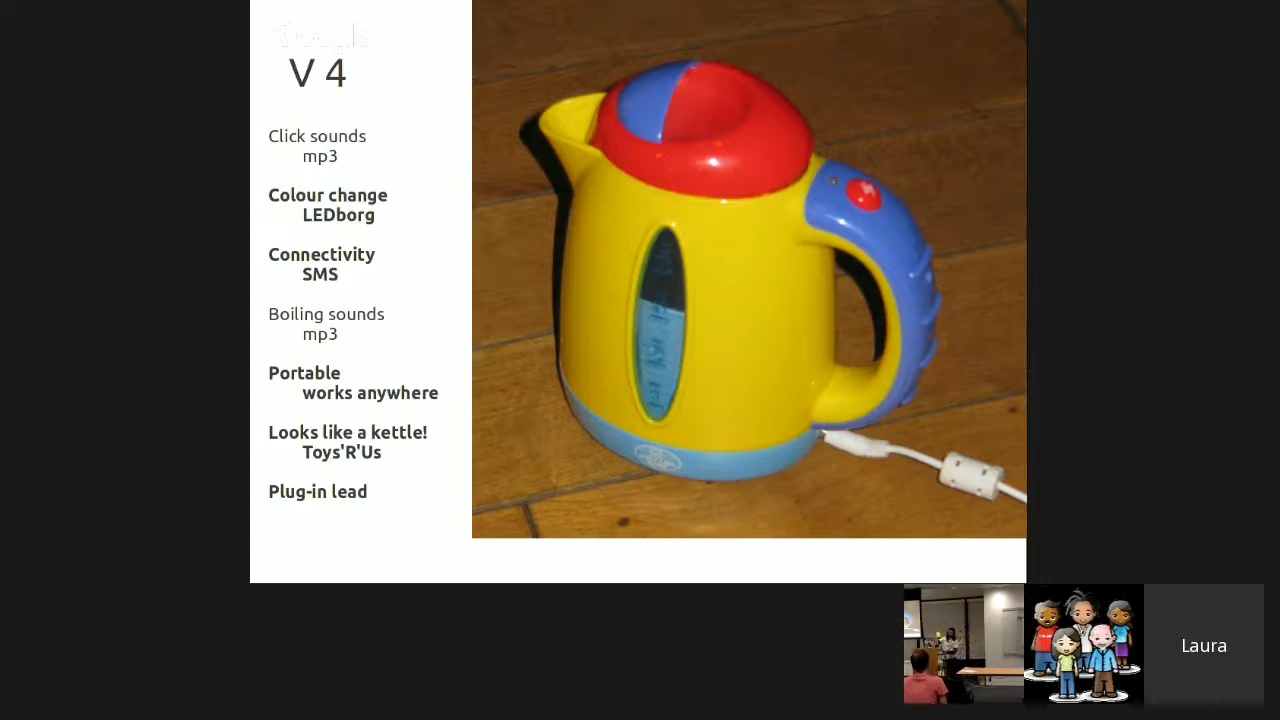 V 4
Click sounds
mp3
Colour change
LEDborg
Connectivity
SMS
Boiling sounds
mp3
Portable
works anywhere
Looks like a kettle!
Toys'R'Us
Plug-in lead
Laura